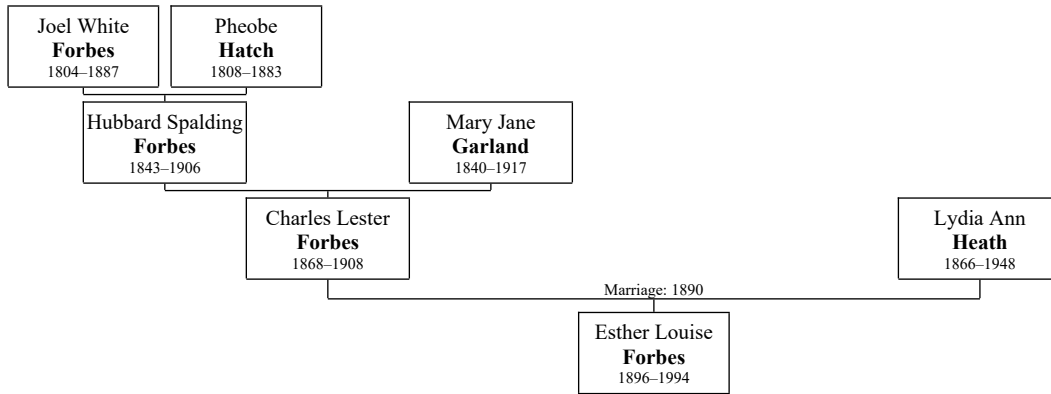 Joel White
Forbes
1804–1887
Pheobe
Hatch
1808–1883
Hubbard Spalding
Forbes
1843–1906
Mary Jane
Garland
1840–1917
Charles Lester
Forbes
1868–1908
Lydia Ann
Heath
1866–1948
Marriage: 1890
Esther Louise
Forbes
1896–1994